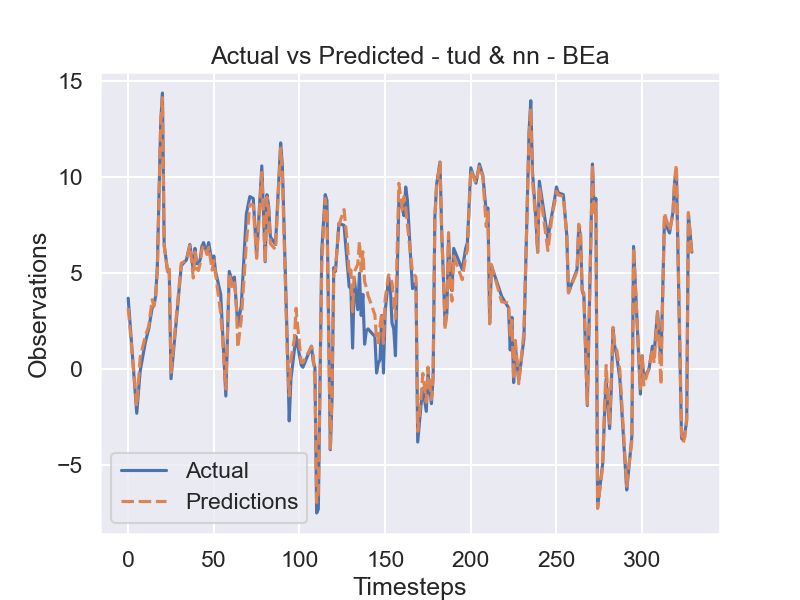 Actual vs Predicted - tud & nn - BEa
15
10
5
0
−5
Observations
Actual
Predictions
0 50 100 150 200 250 300
Timesteps